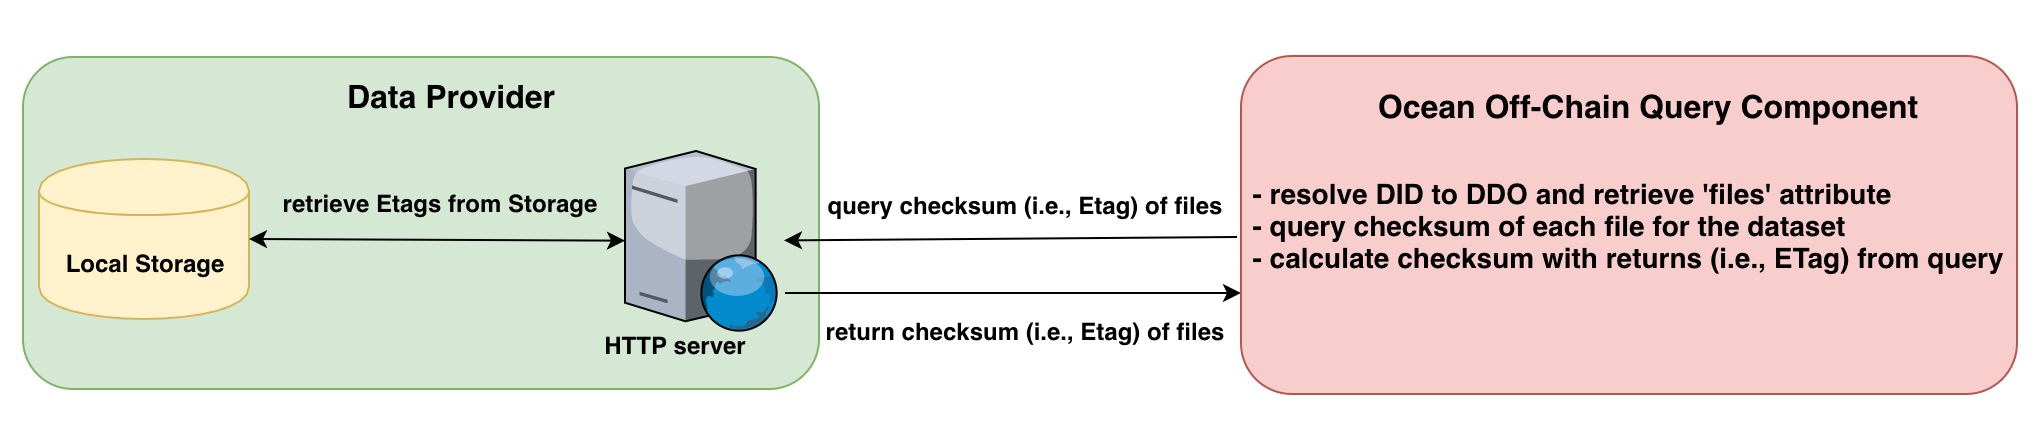 Data Provider
Local Storage
retrieve Etags from Storage
HTTP server
query checksum (i.e., Etag) of files
return checksum (i.e., Etag) of files
Ocean Off-Chain Query Component
- resolve DID to DDO and retrieve 'files' attribute
- query checksum of each file for the dataset
- calculate checksum with returns (i.e., ETag) from query